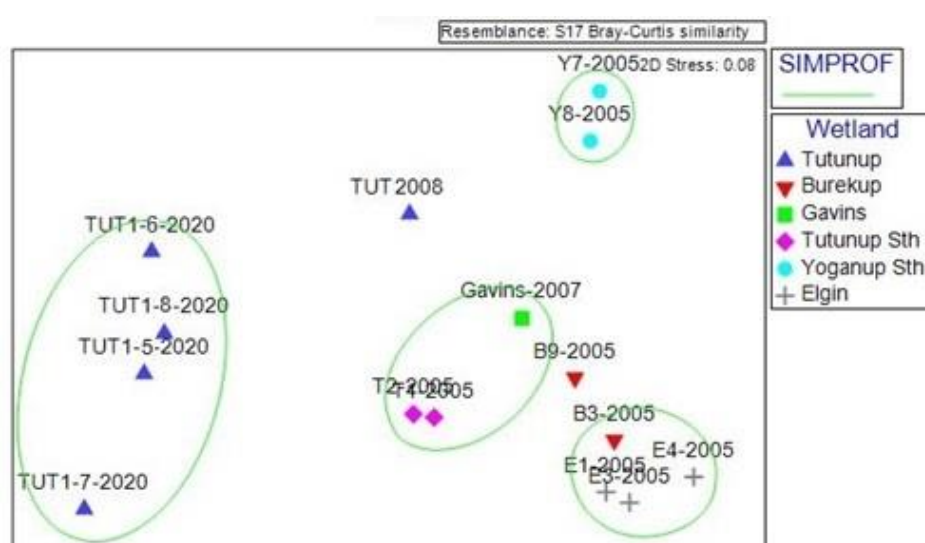 Resemblance: S17 Bray-Curtis similarity
Y7-2005
2D Stress: 0.08
Y8-2005
TUT 2008
TUT1-6-2020
TUT1-8-2020
TUT1-5-2020
TUT1-7-2020
Gavins-2007
T2-2005
T4-2005
B9-2005
B3-2005
E4-2005
E1-2005
E3-2005
SIMPROF
Wetland
Tutunup
Burekup
Gavins
Tutunup Sth
Yoganup Sth
Elgin